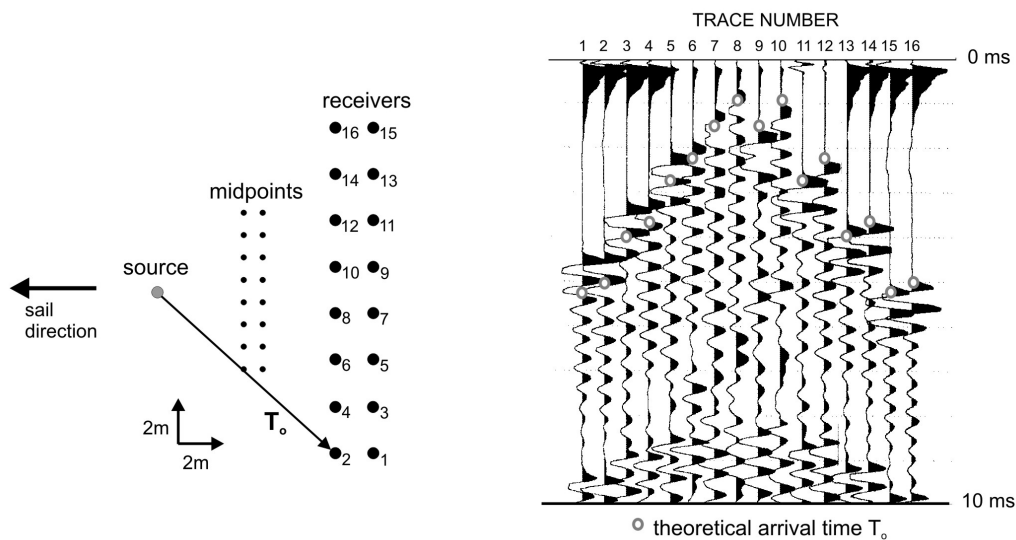 TRACE NUMBER
1 2 3 4 5 6 7 8 9 10 11 12 13 14 15 16
0 ms
receivers
16 15
14 13
midpoints
12 11
source
10 9
sail
direction
8 7
6 5
2m
2m
T₀
4 3
2 1
10 ms
theoretical arrival time T₀